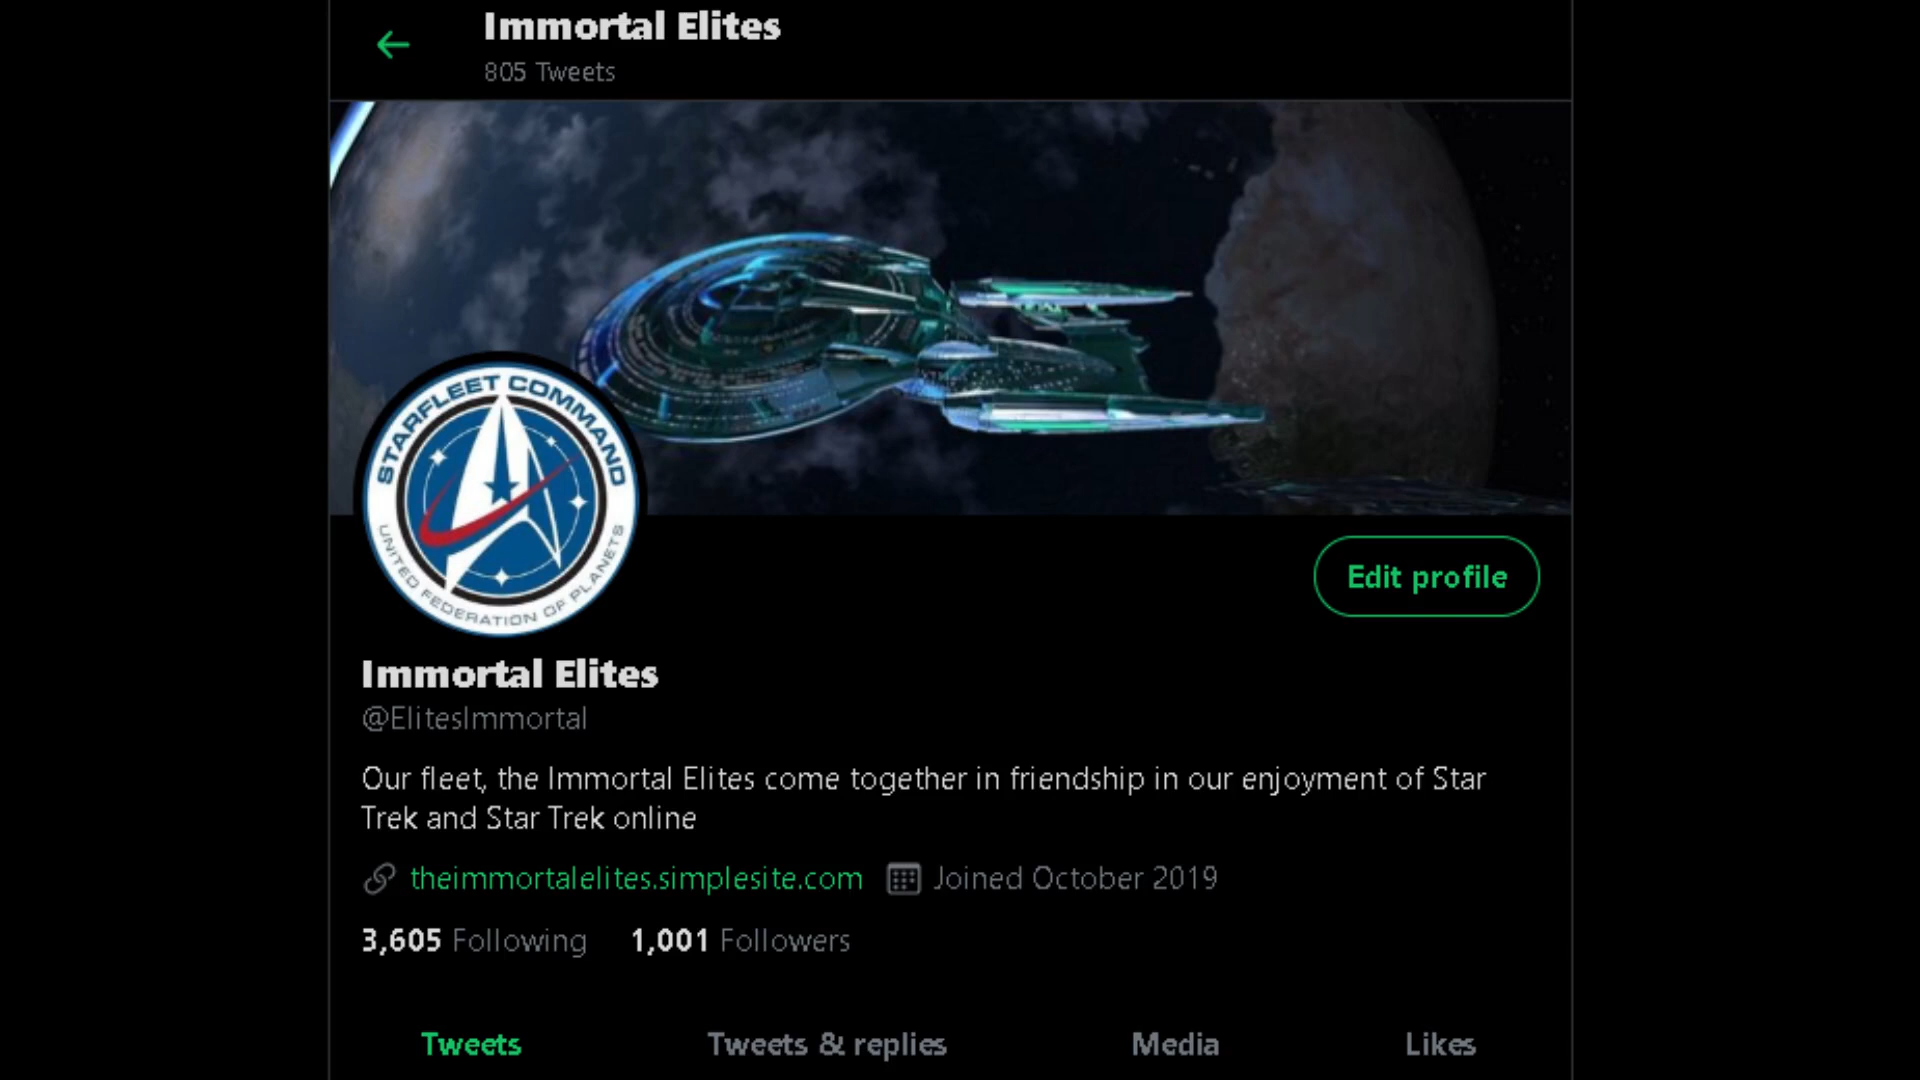 Immortal Elites
805 Tweets
STARFLEET COMMAND
UNITED FEDERATION OF PLANETS
Edit profile
Immortal Elites
@ElitesImmortal
Our fleet, the Immortal Elites come together in friendship in our enjoyment of Star
Trek and Star Trek online
theimmortalelites.simplesite.com Joined October 2019
3,605 Following 1,001 Followers
Tweets Tweets & replies Media Likes